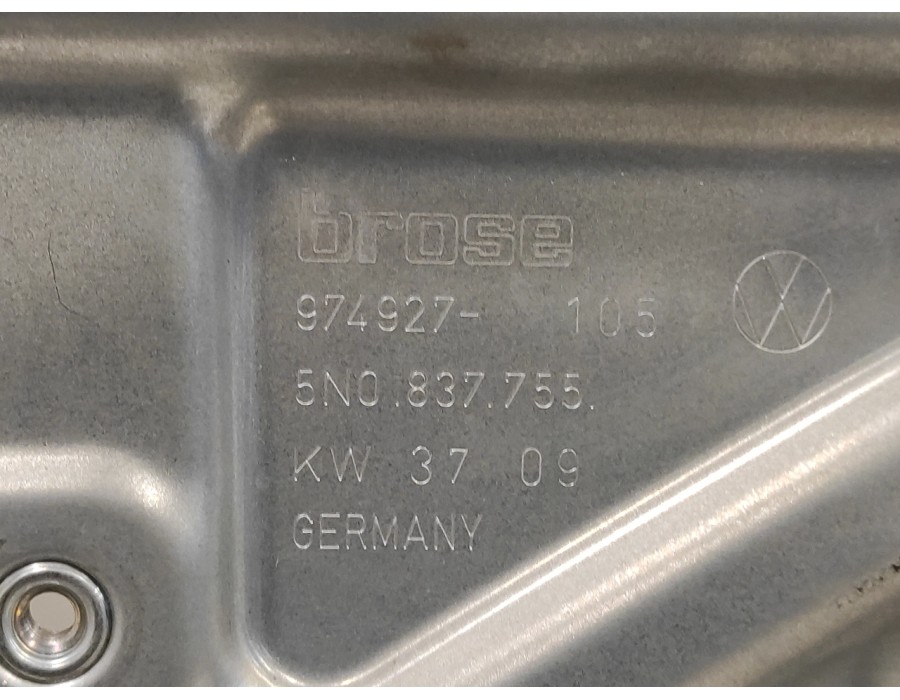 brose
974927- 105
5N0.837.755.
KW 37 09
GERMANY